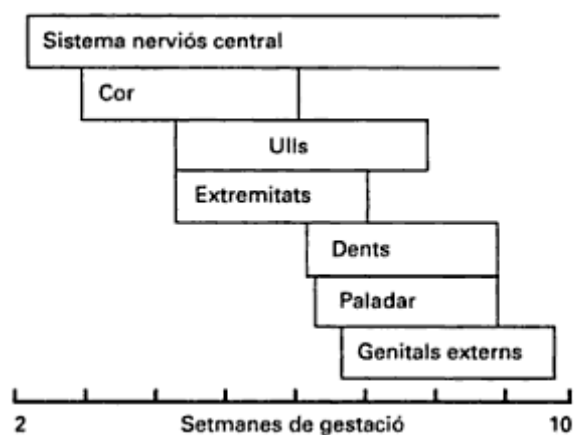 Sistema nerviós central
Cor
Ulls
Extremitats
Dents
Paladar
Genitals externs
2 Setmanes de gestació 10